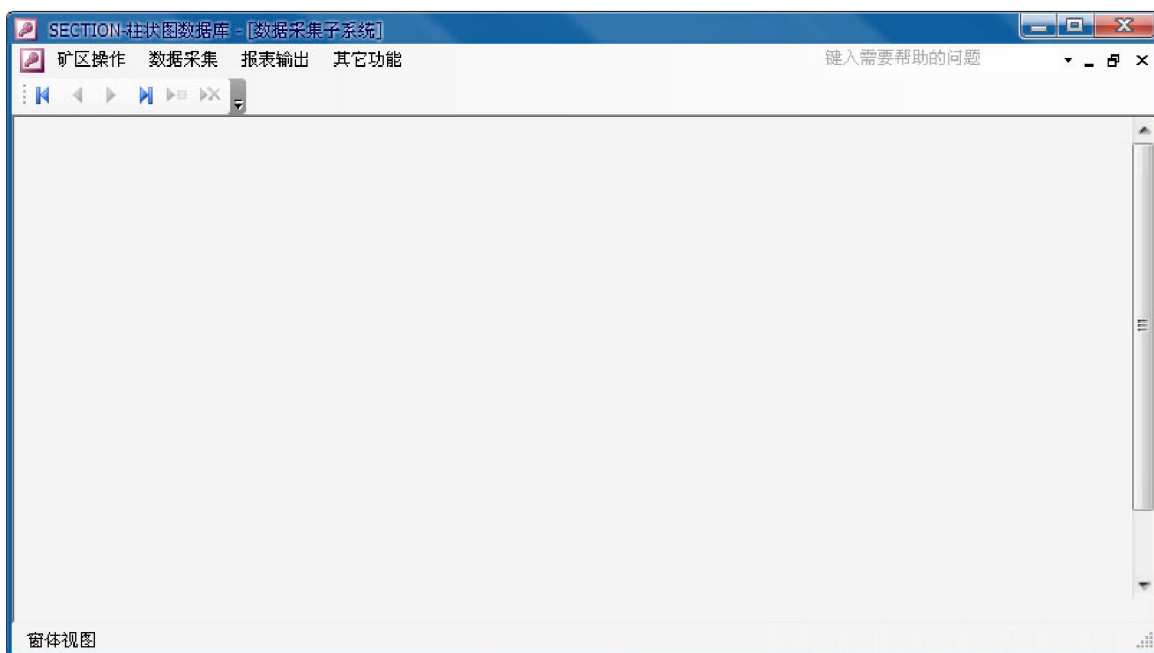 SECTION-柱状图数据库 - [数据采集子系统]
矿区操作 数据采集 报表输出 其它功能 键入需要帮助的问题
窗体视图